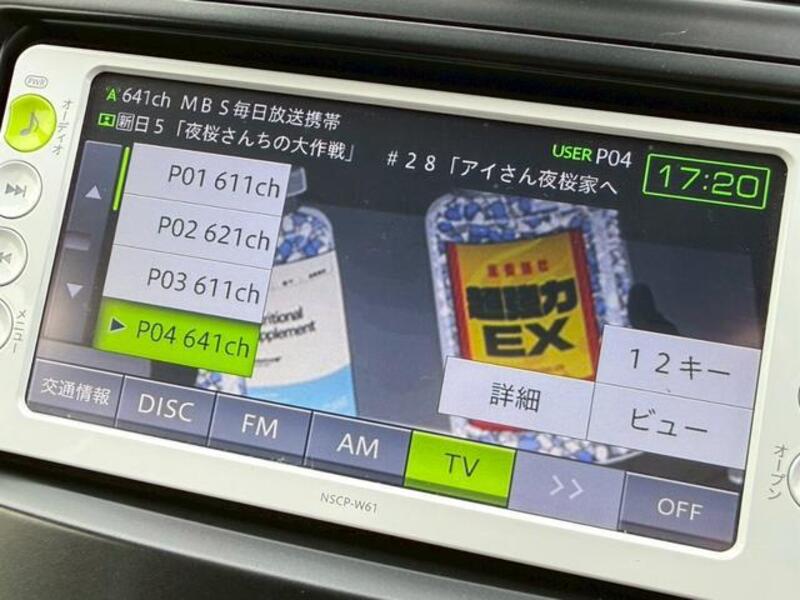 PWR
オーディオ
A 641ch MBS毎日放送携帯
新日5「夜桜さんちの大作戦」 #28「アイさん夜桜家へ
USER P04
17:20
P01 611ch
P02 621ch
P03 611ch
P04 641ch
メニュー
超強力
EX
12キー
詳細
ビュー
交通情報
DISC
FM
AM
TV
>>
OFF
オープン
NSCP-W61